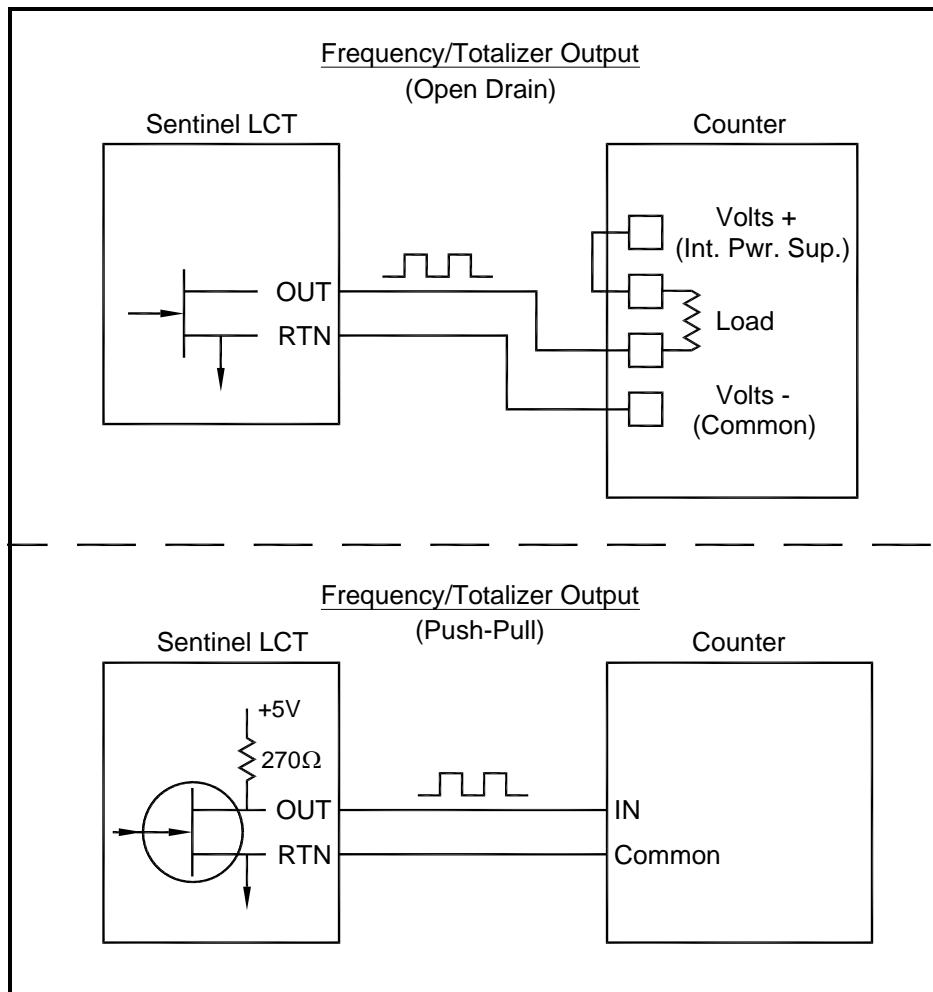 Frequency/Totalizer Output
(Open Drain)
Sentinel LCT
Counter
Volts +
(Int. Pwr. Sup.)
OUT
Load
RTN
Volts -
(Common)
Frequency/Totalizer Output
(Push-Pull)
Sentinel LCT
Counter
+5V
270Ω
OUT
IN
RTN
Common